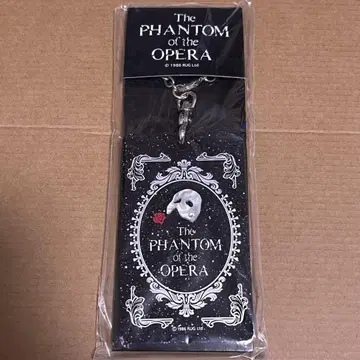 The
PHANTOM
of the
OPERA
© 1986 RUG Ltd
The
PHANTOM
of the
OPERA
© 1986 RUG Ltd